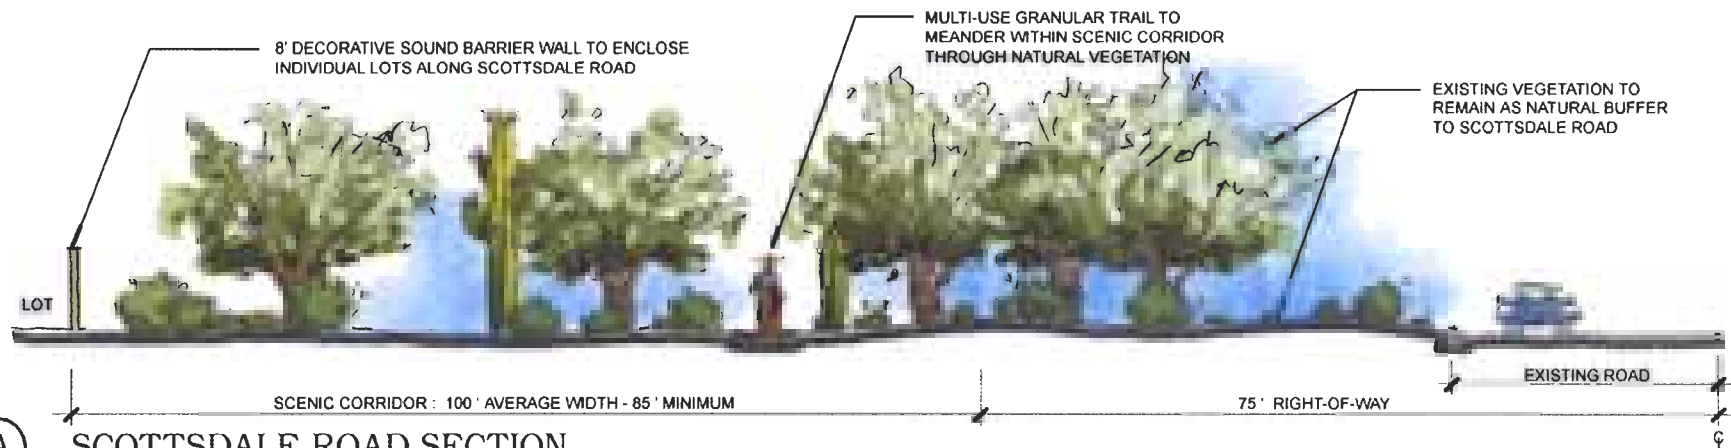 MULTI-USE GRANULAR TRAIL TO
MEANDER WITHIN SCENIC CORRIDOR
THROUGH NATURAL VEGETATION
8' DECORATIVE SOUND BARRIER WALL TO ENCLOSE
INDIVIDUAL LOTS ALONG SCOTTSDALE ROAD
EXISTING VEGETATION TO
REMAIN AS NATURAL BUFFER
TO SCOTTSDALE ROAD
LOT
EXISTING ROAD
SCENIC CORRIDOR : 100 ' AVERAGE WIDTH - 85 ' MINIMUM
75 ' RIGHT-OF-WAY
A SCOTTSDALE ROAD SECTION